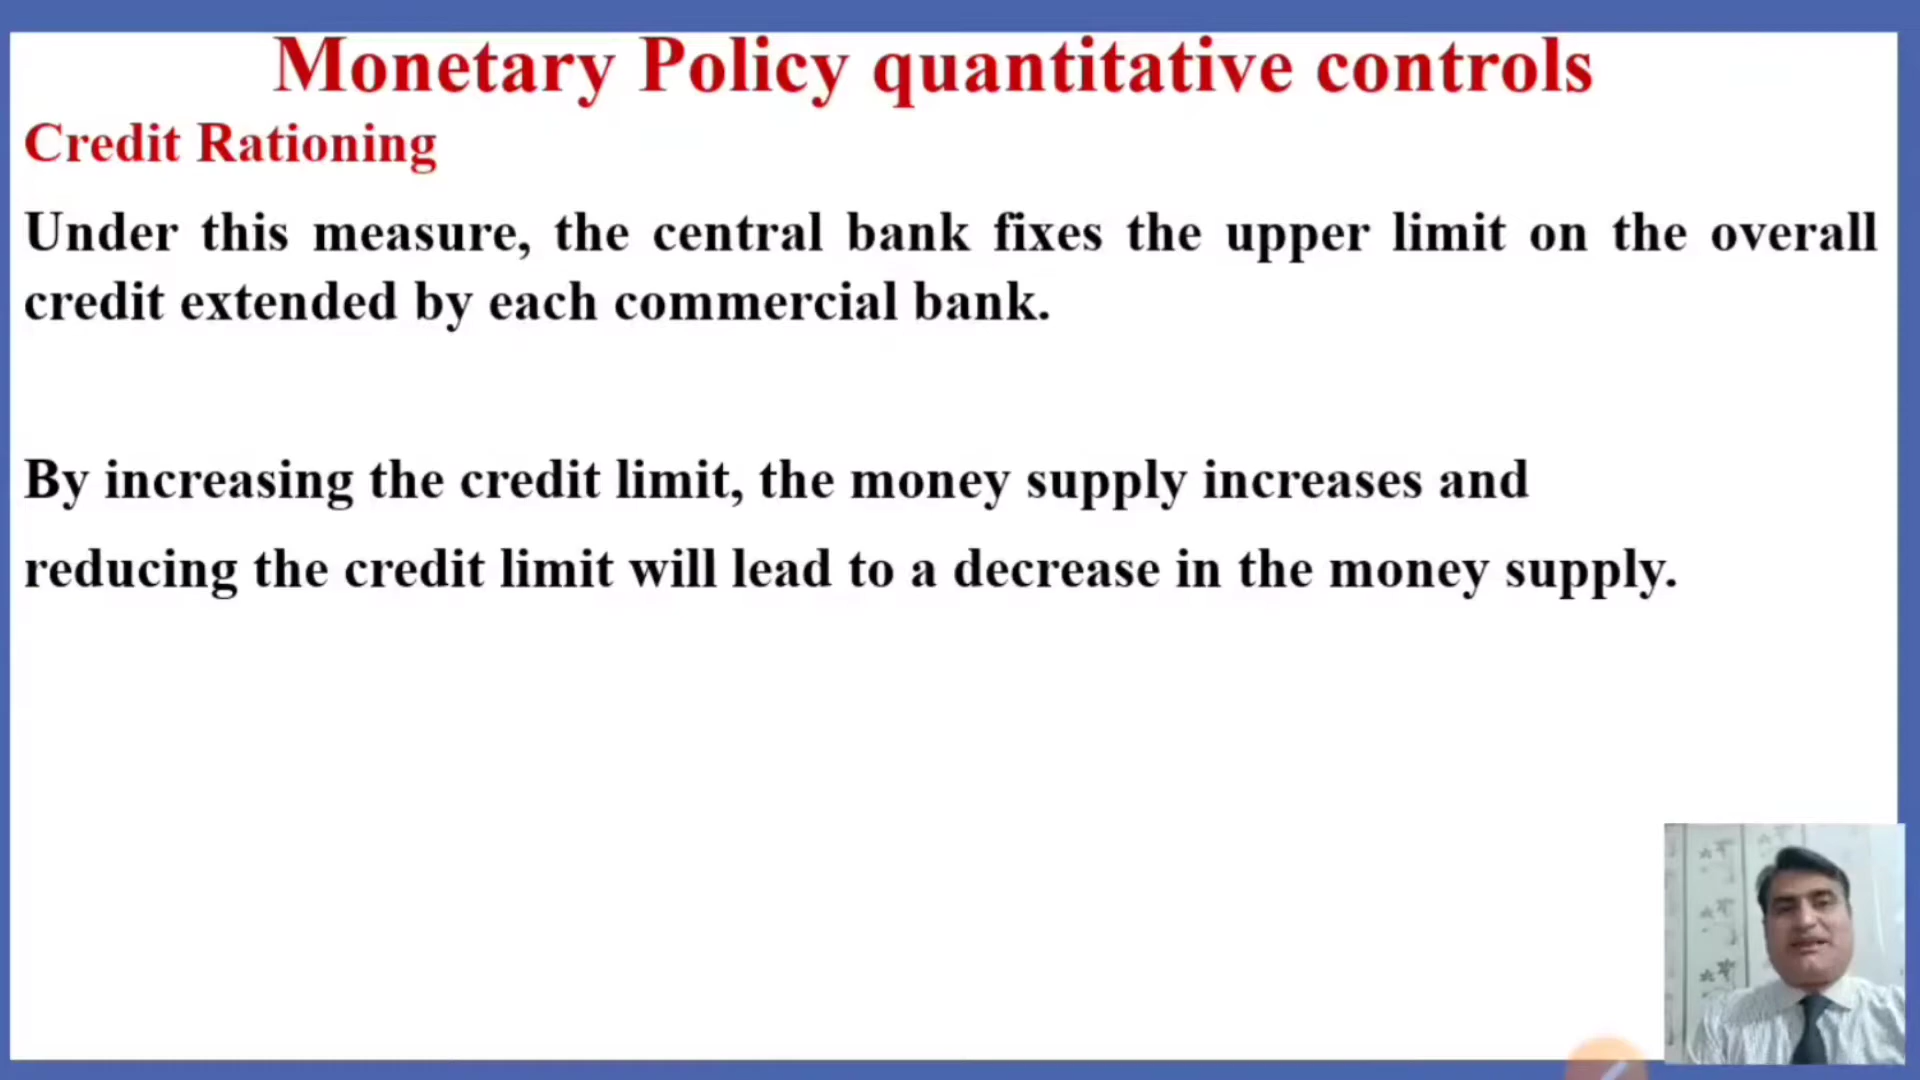 Monetary Policy quantitative controls
Credit Rationing
Under this measure, the central bank fixes the upper limit on the overall
credit extended by each commercial bank.
By increasing the credit limit, the money supply increases and
reducing the credit limit will lead to a decrease in the money supply.